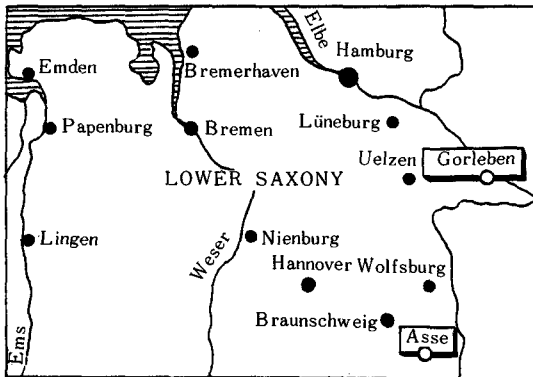 Elbe
Hamburg
Emden
Bremerhaven
Papenburg
Bremen
Lüneburg
Uelzen
Gorleben
LOWER SAXONY
Lingen
Weser
Nienburg
Hannover
Wolfsburg
Braunschweig
Asse
Ems